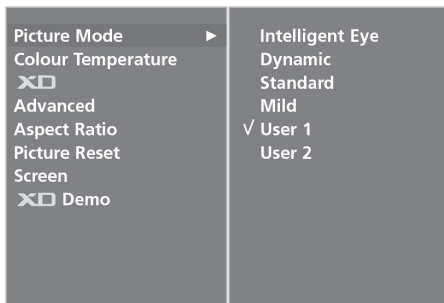 Picture Mode ▶
Colour Temperature
XD
Advanced
Aspect Ratio
Picture Reset
Screen
XD Demo
Intelligent Eye
Dynamic
Standard
Mild
√ User 1
User 2